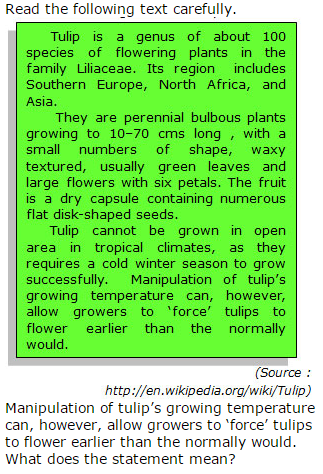 Read the following text carefully.
Tulip is a genus of about 100
species of flowering plants in the
family Liliaceae. Its region includes
Southern Europe, North Africa, and
Asia.
They are perennial bulbous plants
growing to 10–70 cms long , with a
small numbers of shape, waxy
textured, usually green leaves and
large flowers with six petals. The fruit
is a dry capsule containing numerous
flat disk-shaped seeds.
Tulip cannot be grown in open
area in tropical climates, as they
requires a cold winter season to grow
successfully. Manipulation of tulip's
growing temperature can, however,
allow growers to ‘force’ tulips to
flower earlier than the normally
would.
(Source :
http://en.wikipedia.org/wiki/Tulip)
Manipulation of tulip’s growing temperature
can, however, allow growers to ‘force’ tulips
to flower earlier than the normally would.
What does the statement mean?